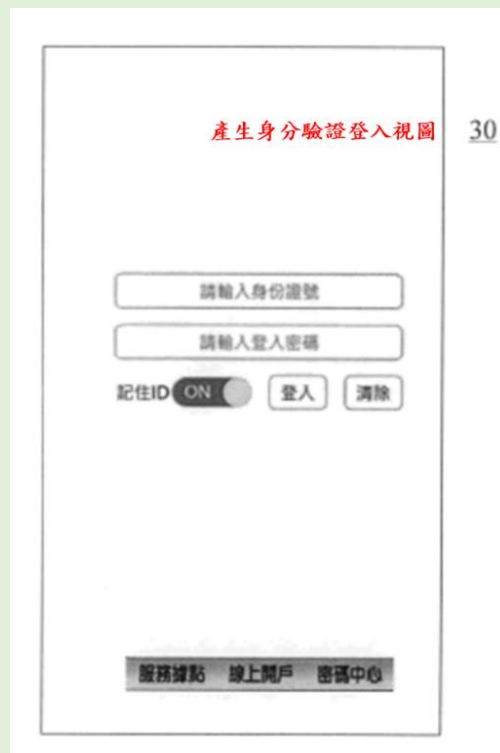 產生身分驗證登入視圖 30
請輸入身份證號
請輸入登入密碼
記住ID ON 登入 清除
服務據點 線上開戶 密碼中心